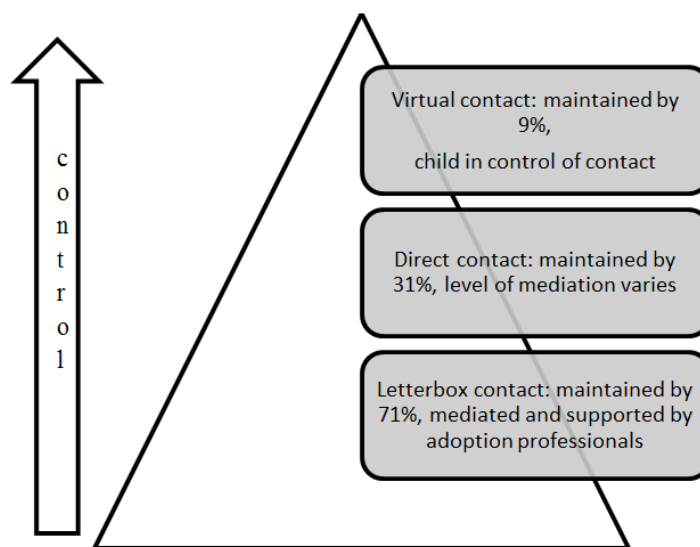 control
Virtual contact: maintained by
9%,
child in control of contact
Direct contact: maintained by
31%, level of mediation varies
Letterbox contact: maintained by
71%, mediated and supported by
adoption professionals